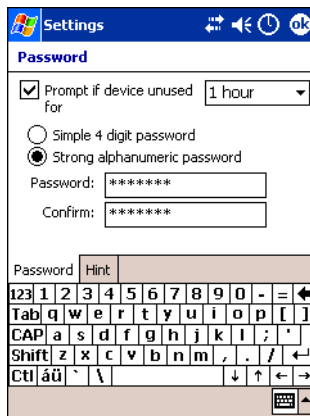 Settings
ok
Password
Prompt if device unused
for
1 hour
Simple 4 digit password
Strong alphanumeric password
Password: *******
Confirm: *******
Password Hint
123 1 2 3 4 5 6 7 8 9 0 - =
Tab q w e r t y u i o p [ ]
CAP a s d f g h j k l ; '
Shift z x c v b n m , . /
Ctl áü ` \